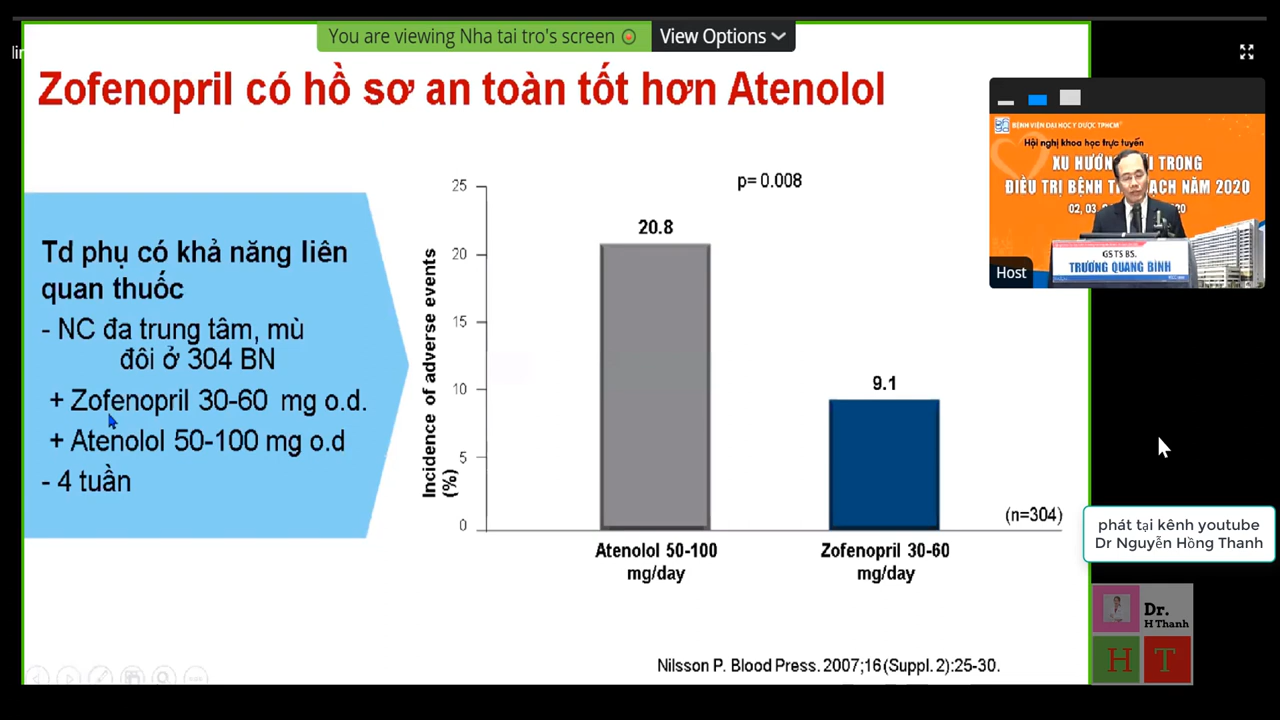 You are viewing Nha tai tro's screen
View Options
Zofenopril có hồ sơ an toàn tốt hơn Atenolol
Td phụ có khả năng liên
quan thuốc
- NC đa trung tâm, mù
đôi ở 304 BN
+ Zofenopril 30-60 mg o.d.
+ Atenolol 50-100 mg o.d
- 4 tuần
Incidence of adverse events
(%)
25
20
15
10
5
0
p= 0.008
20.8
9.1
(n=304)
Atenolol 50-100
mg/day
Zofenopril 30-60
mg/day
Nilsson P. Blood Press. 2007;16 (Suppl. 2):25-30.
BỆNH VIỆN ĐẠI HỌC Y DƯỢC TPHCM
Hội nghị khoa học trực tuyến
XU HƯỚNG TRONG
ĐIỀU TRỊ BỆNH NĂM 2020
02, 03,
GS TS BS.
TRƯƠNG QUANG BÌNH
Host
phát tại kênh youtube
Dr Nguyễn Hồng Thanh
Dr.
H Thanh
H T